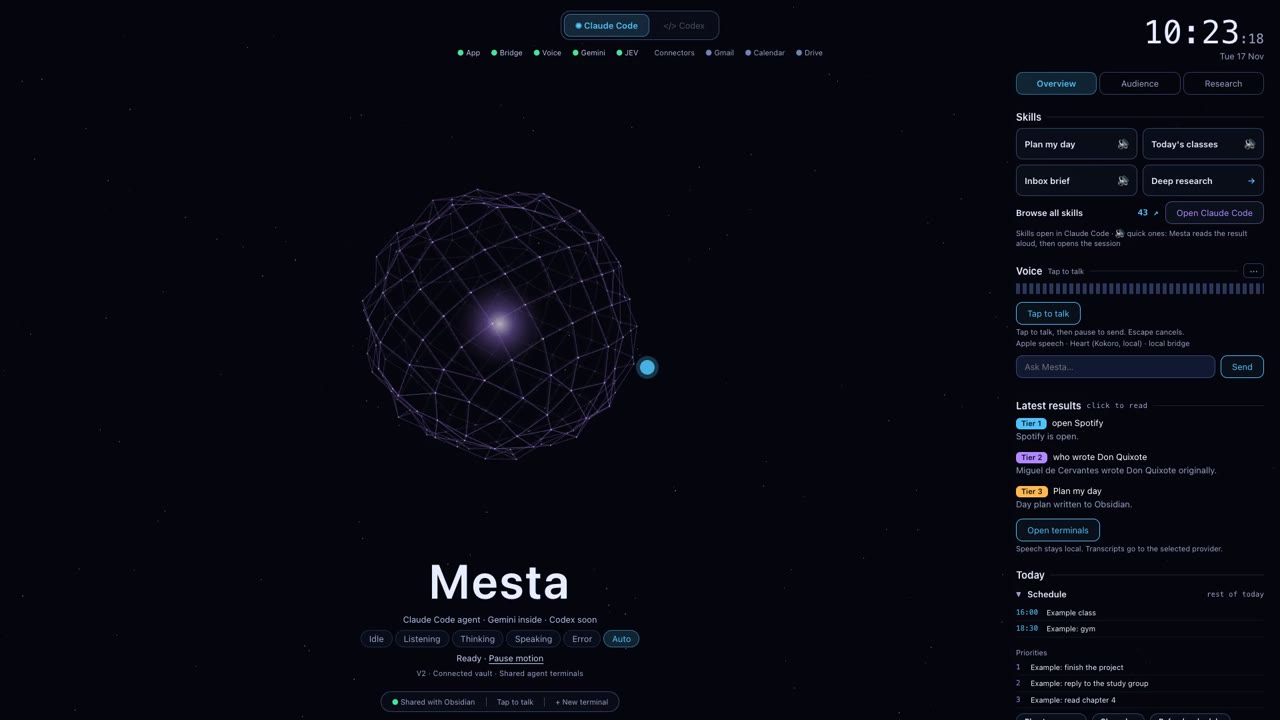 Claude Code </> Codex
App Bridge Voice Gemini JEV Connectors Gmail Calendar Drive
10:23:18
Tue 17 Nov
Overview Audience Research
Skills
Plan my day Today's classes
Inbox brief Deep research →
Browse all skills 43 ↗ Open Claude Code
Skills open in Claude Code · quick ones: Mesta reads the result
aloud, then opens the session
Voice Tap to talk ...
Tap to talk
Tap to talk, then pause to send. Escape cancels.
Apple speech · Heart (Kokoro, local) · local bridge
Ask Mesta... Send
Latest results click to read
Tier 1 open Spotify
Spotify is open.
Tier 2 who wrote Don Quixote
Miguel de Cervantes wrote Don Quixote originally.
Tier 3 Plan my day
Day plan written to Obsidian.
Open terminals
Speech stays local. Transcripts go to the selected provider.
Today
▼ Schedule rest of today
16:00 Example class
18:30 Example: gym
Priorities
1 Example: finish the project
2 Example: reply to the study group
3 Example: read chapter 4
Mesta
Claude Code agent · Gemini inside · Codex soon
Idle Listening Thinking Speaking Error Auto
Ready · Pause motion
V2 · Connected vault · Shared agent terminals
Shared with Obsidian | Tap to talk | + New terminal